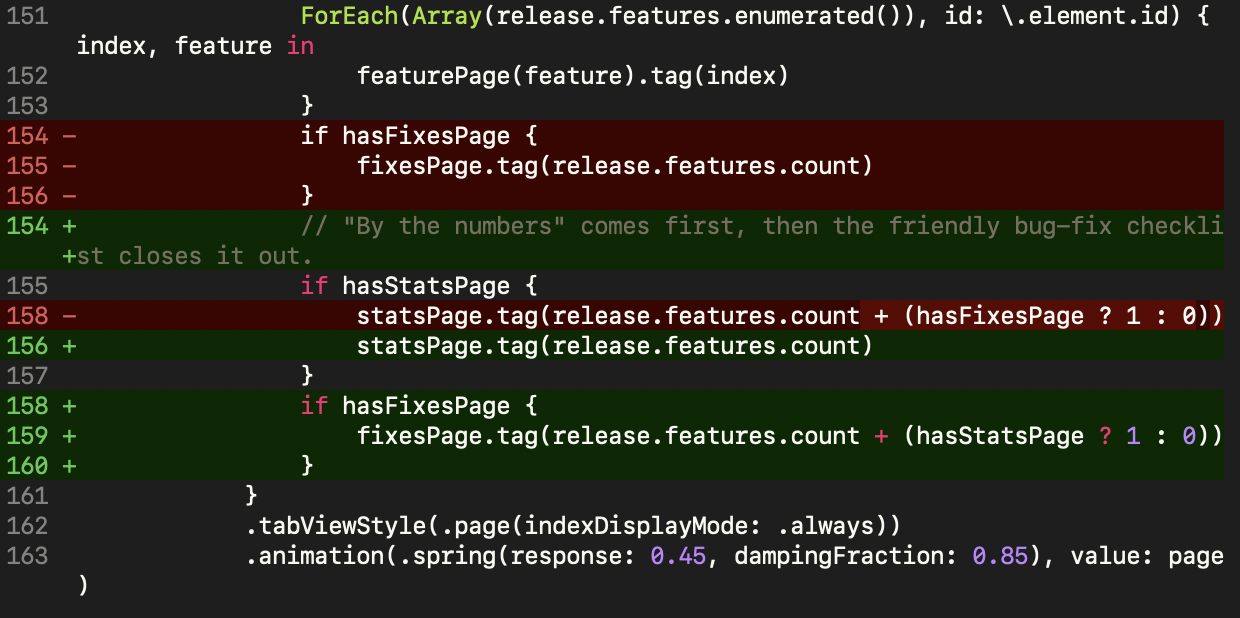 151                  ForEach(Array(release.features.enumerated()), id: \.element.id) {
index, feature in
152                      featurePage(feature).tag(index)
153                  }
154 -                if hasFixesPage {
155 -                    fixesPage.tag(release.features.count)
156 -                }
154 +                // "By the numbers" comes first, then the friendly bug-fix checkli
    +st closes it out.
155                  if hasStatsPage {
158 -                    statsPage.tag(release.features.count + (hasFixesPage ? 1 : 0))
156 +                    statsPage.tag(release.features.count)
157                  }
158 +                if hasFixesPage {
159 +                    fixesPage.tag(release.features.count + (hasStatsPage ? 1 : 0))
160 +                }
161              }
162              .tabViewStyle(.page(indexDisplayMode: .always))
163              .animation(.spring(response: 0.45, dampingFraction: 0.85), value: page
)